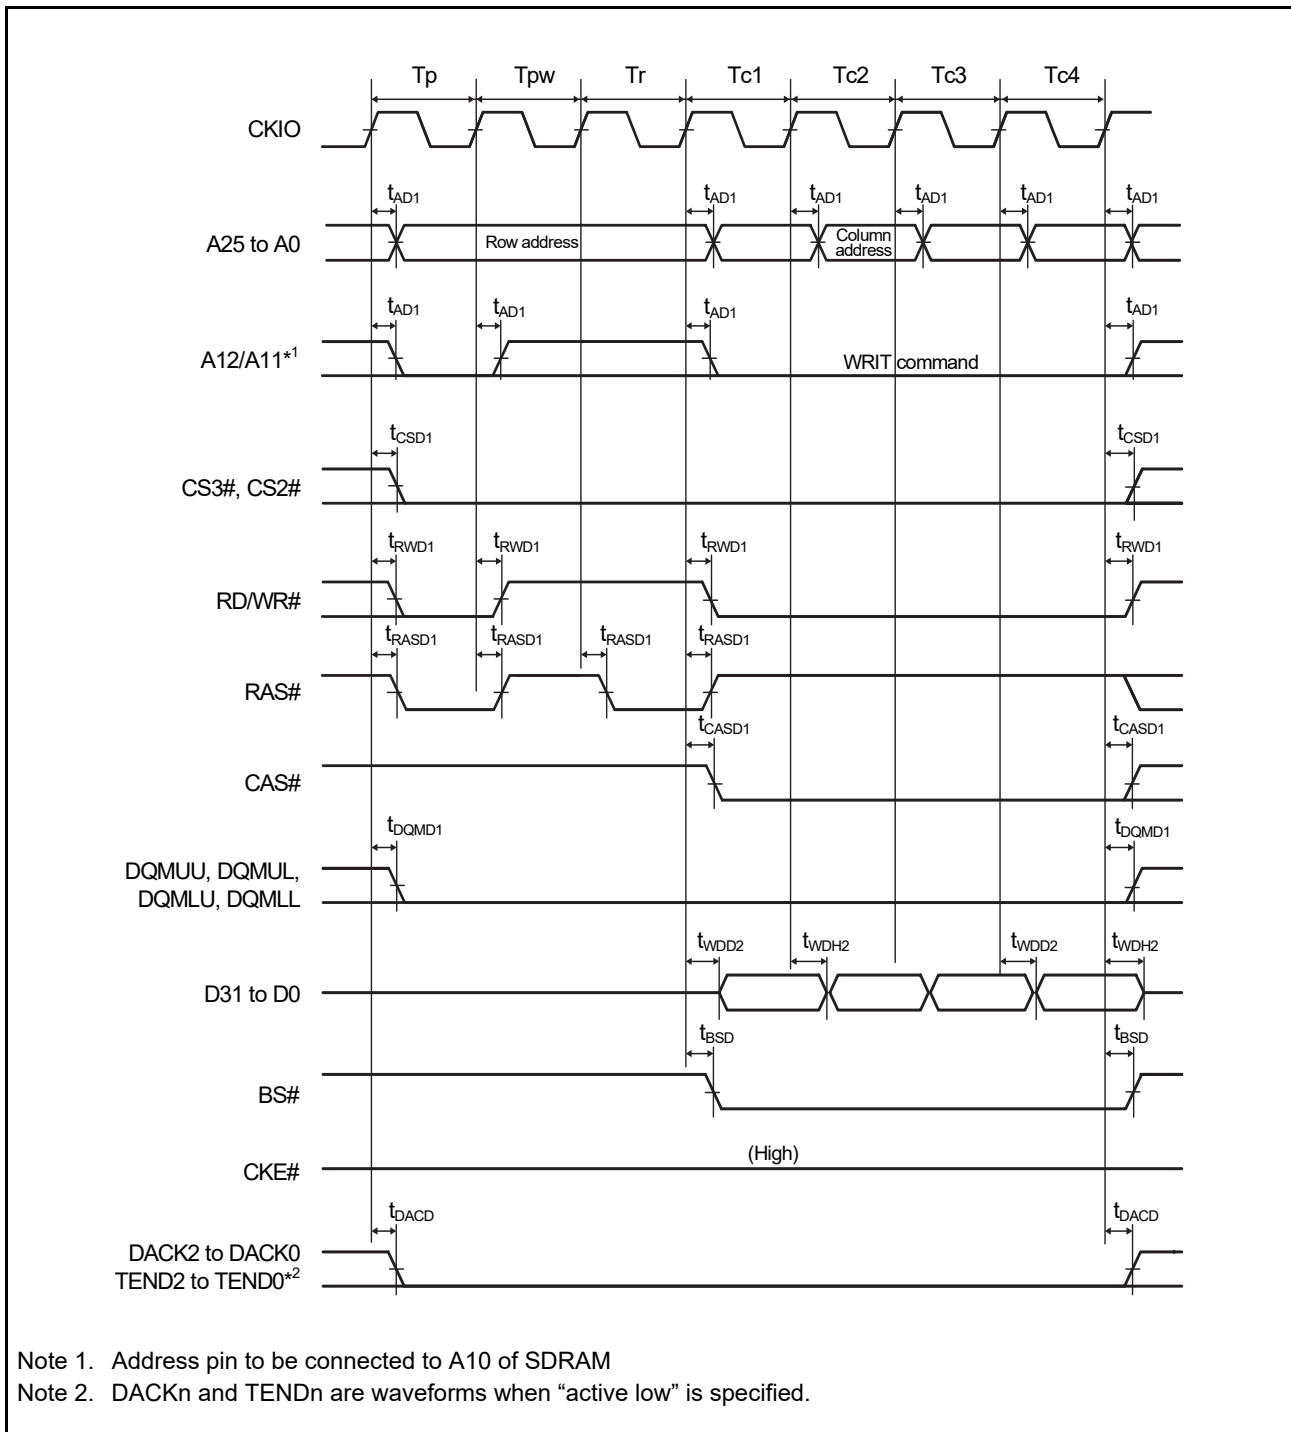 Tp Tpw Tr Tc1 Tc2 Tc3 Tc4
CKIO
tAD1 tAD1 tAD1 tAD1 tAD1 tAD1
A25 to A0 Row address Column
address
tAD1 tAD1 tAD1 tAD1
A12/A11*1 WRIT command
tCSD1 tCSD1
CS3#, CS2#
tRWD1 tRWD1 tRWD1 tRWD1
RD/WR#
tRASD1 tRASD1 tRASD1 tRASD1
RAS#
tCASD1 tCASD1
CAS#
tDQMD1 tDQMD1
DQMUU, DQMUL,
DQMLU, DQMLL
tWDD2 tWDH2 tWDD2 tWDH2
D31 to D0
tBSD tBSD
BS#
(High)
CKE#
tDACD tDACD
DACK2 to DACK0
TEND2 to TEND0*2
Note 1. Address pin to be connected to A10 of SDRAM
Note 2. DACKn and TENDn are waveforms when “active low” is specified.